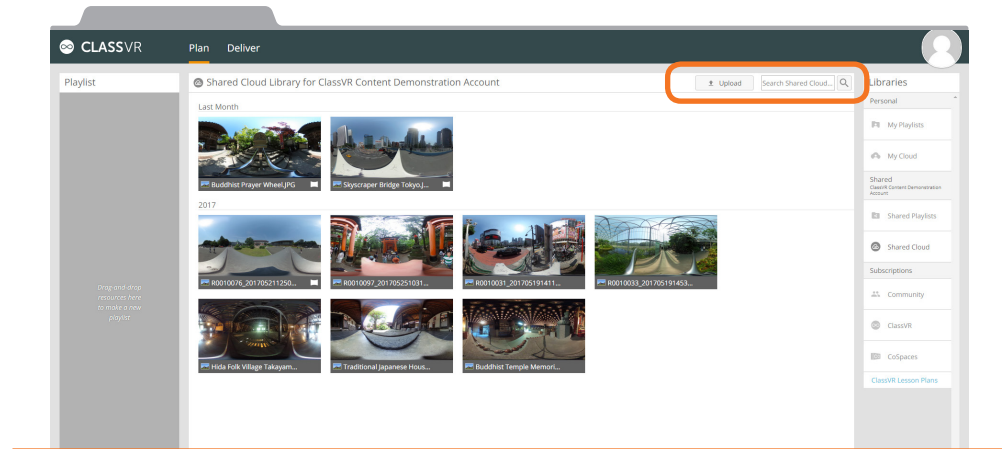 CLASSVR
Plan Deliver
Playlist
Shared Cloud Library for ClassVR Content Demonstration Account
Upload
Search Shared Cloud...
Libraries
Last Month
Personal
Buddhist Prayer Wheel.JPG
Skyscraper Bridge Tokyo.J...
My Playlists
My Cloud
Shared
ClassVR Content Demonstration
Account
2017
Shared Playlists
Shared Cloud
R0010076_201705211250...
R0010097_201705251031...
R0010031_201705191411...
R0010033_201705191453...
Subscriptions
Drag-and-drop
resources here
to make a new
playlist
Community
ClassVR
CoSpaces
Hida Folk Village Takayam...
Traditional Japanese Hous...
Buddhist Temple Memori...
ClassVR Lesson Plans